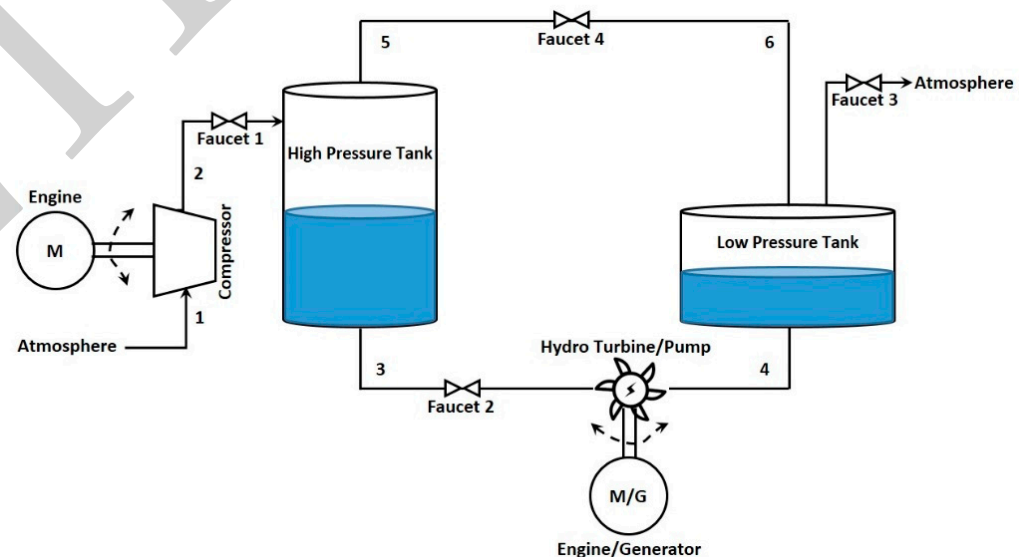 5
Faucet 4
6
Atmosphere
Faucet 3
Faucet 1
High Pressure Tank
2
Engine
M
Compressor
Low Pressure Tank
1
Atmosphere
Hydro Turbine/Pump
3
4
Faucet 2
M/G
Engine/Generator